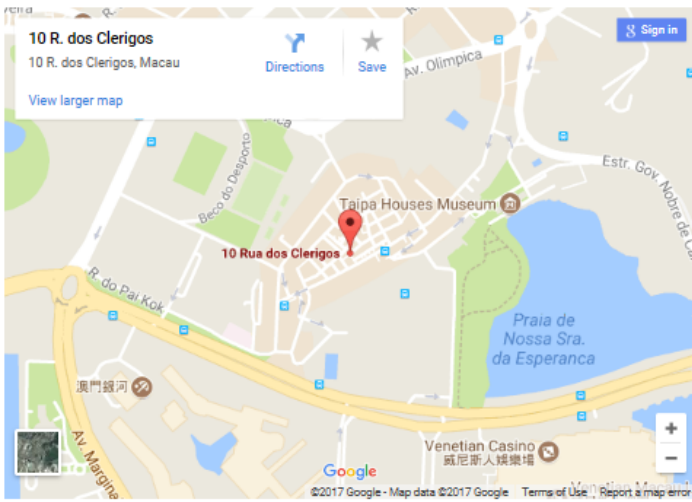 10 R. dos Clerigos
10 R. dos Clerigos, Macau
View larger map
Directions
Save
8 Sign in
Av. Olimpica
Beco do Desporto
Estr. Gov. Nobre de Ca
Taipa Houses Museum
10 Rua dos Clerigos
R. do Pai Kok
Praia de
Nossa Sra.
da Esperanca
澳門銀河
Av. Margina
Venetian Casino
威尼斯人娛樂場
+
−
Google
©2017 Google - Map data ©2017 Google Terms of Use Report a map error